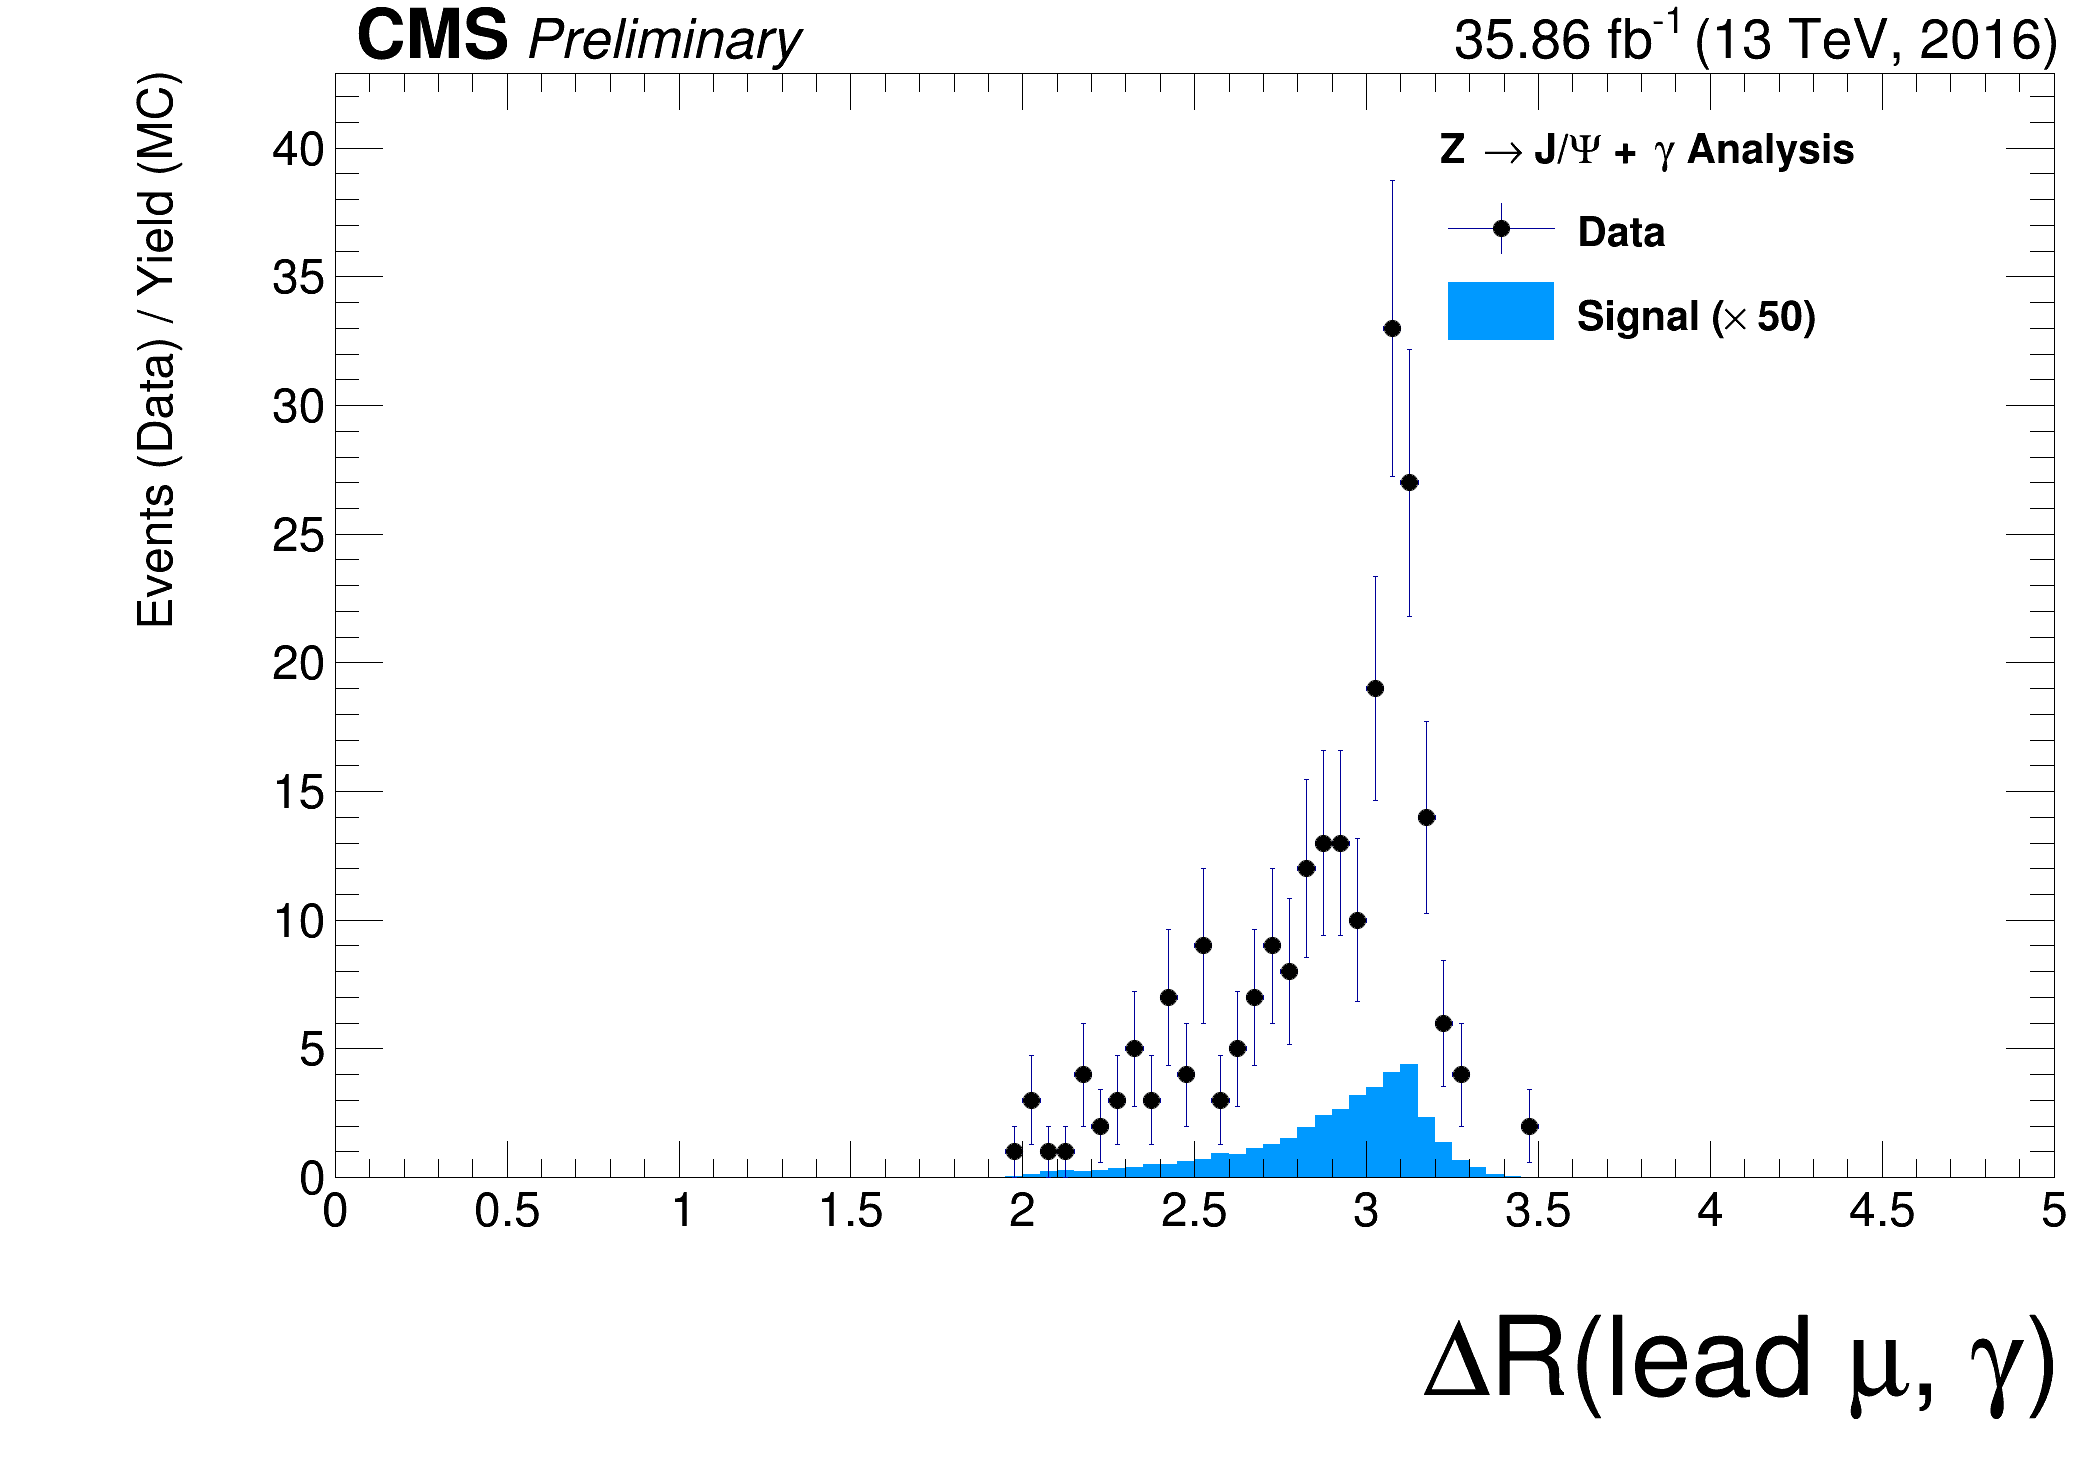 CMS Preliminary
35.86 fb⁻¹ (13 TeV, 2016)
Events (Data) / Yield (MC)
Z → J/Ψ + γ Analysis
Data
Signal (× 50)
40
35
30
25
20
15
10
5
0
0 0.5 1 1.5 2 2.5 3 3.5 4 4.5 5
ΔR(lead μ, γ)